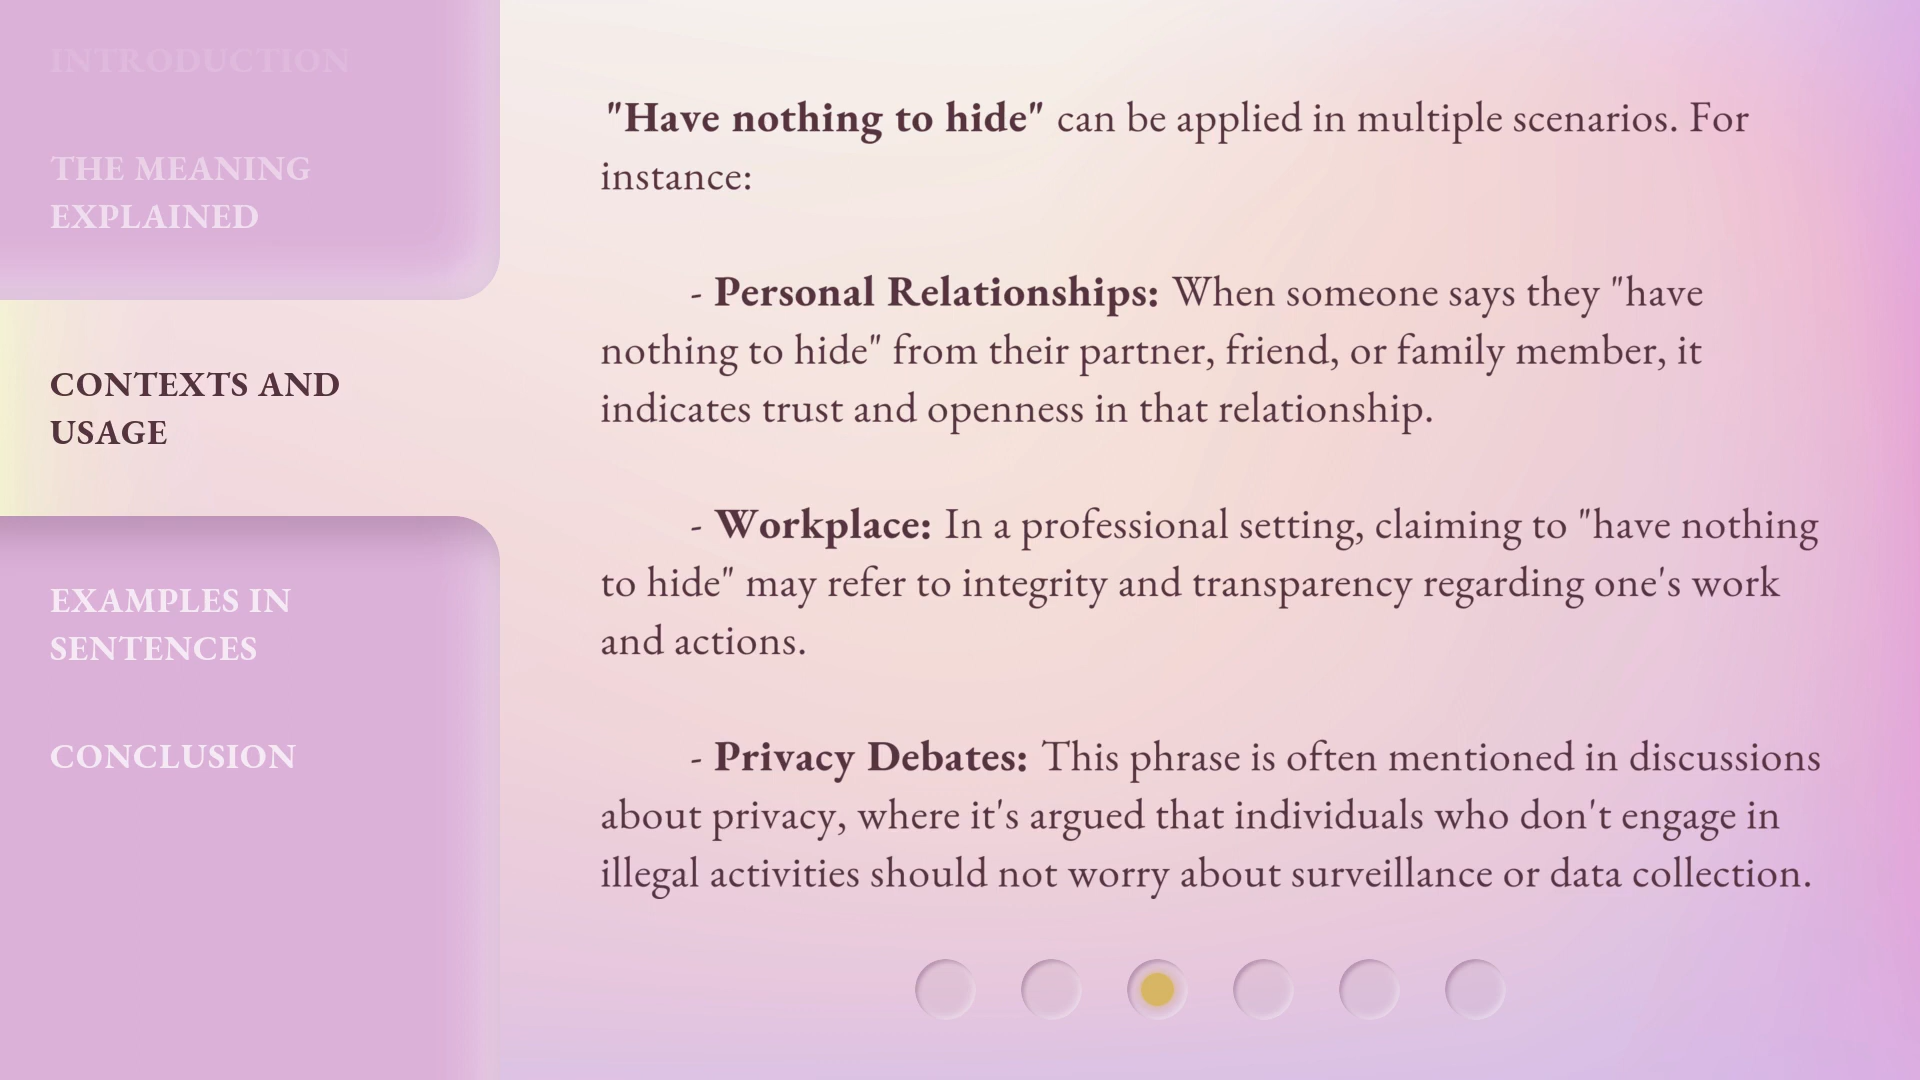 INTRODUCTION
THE MEANING
EXPLAINED
CONTEXTS AND
USAGE
EXAMPLES IN
SENTENCES
CONCLUSION
"Have nothing to hide" can be applied in multiple scenarios. For
instance:
- Personal Relationships: When someone says they "have
nothing to hide" from their partner, friend, or family member, it
indicates trust and openness in that relationship.
- Workplace: In a professional setting, claiming to "have nothing
to hide" may refer to integrity and transparency regarding one's work
and actions.
- Privacy Debates: This phrase is often mentioned in discussions
about privacy, where it's argued that individuals who don't engage in
illegal activities should not worry about surveillance or data collection.